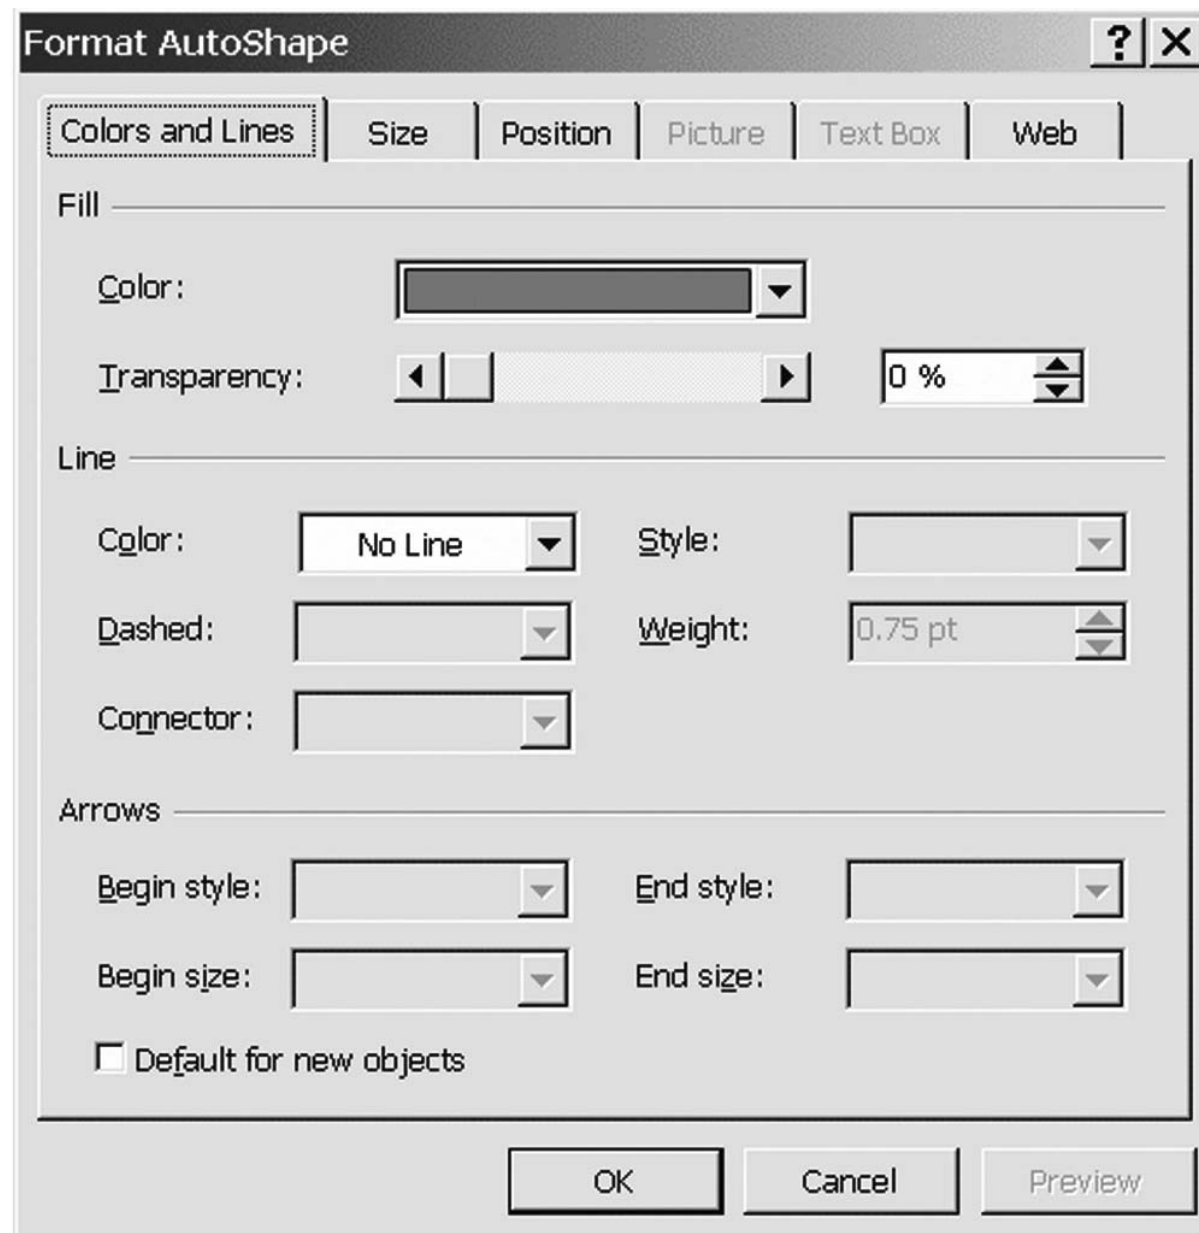 Format AutoShape
Colors and Lines Size Position Picture Text Box Web
Fill
Color:
Transparency: 0 %
Line
Color: No Line Style:
Dashed: Weight: 0.75 pt
Connector:
Arrows
Begin style: End style:
Begin size: End size:
Default for new objects
OK Cancel Preview